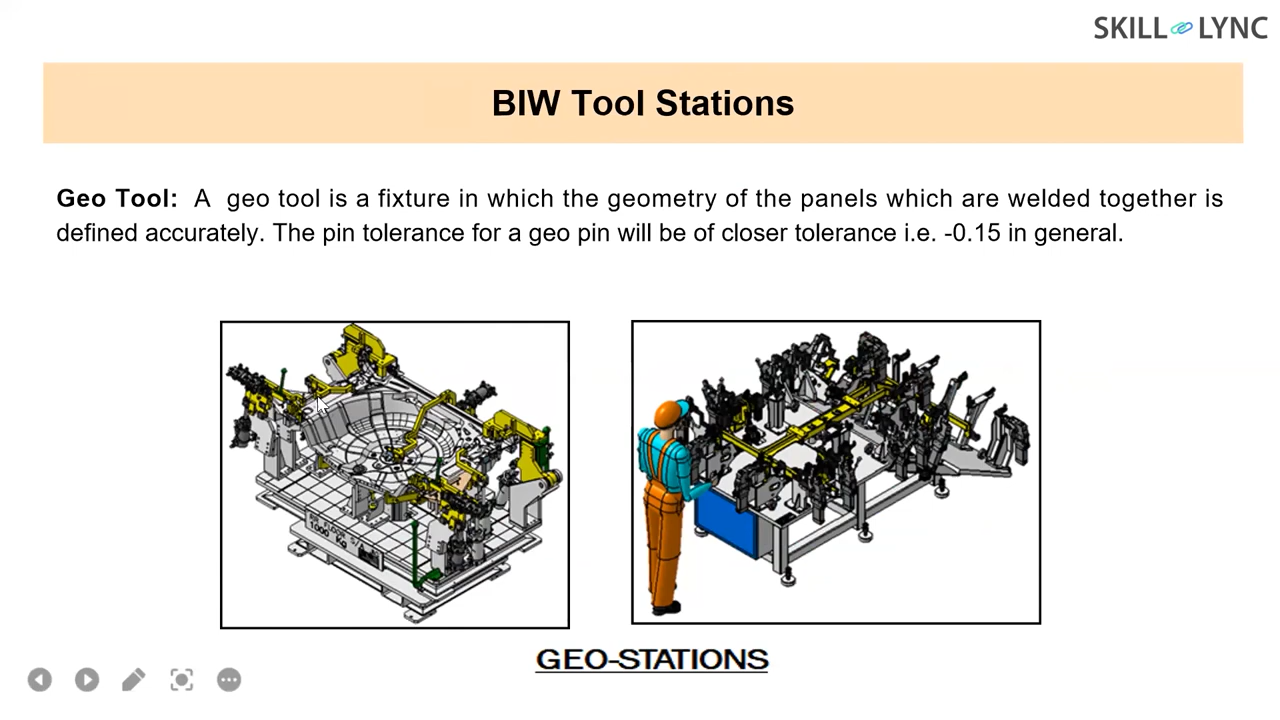 SKILL LYNC
BIW Tool Stations
Geo Tool: A geo tool is a fixture in which the geometry of the panels which are welded together is
defined accurately. The pin tolerance for a geo pin will be of closer tolerance i.e. -0.15 in general.
1000 Kg
GEO-STATIONS